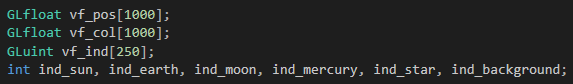 GLfloat vf_pos[1000];
GLfloat vf_col[1000];
GLuint vf_ind[250];
int ind_sun, ind_earth, ind_moon, ind_mercury, ind_star, ind_background;